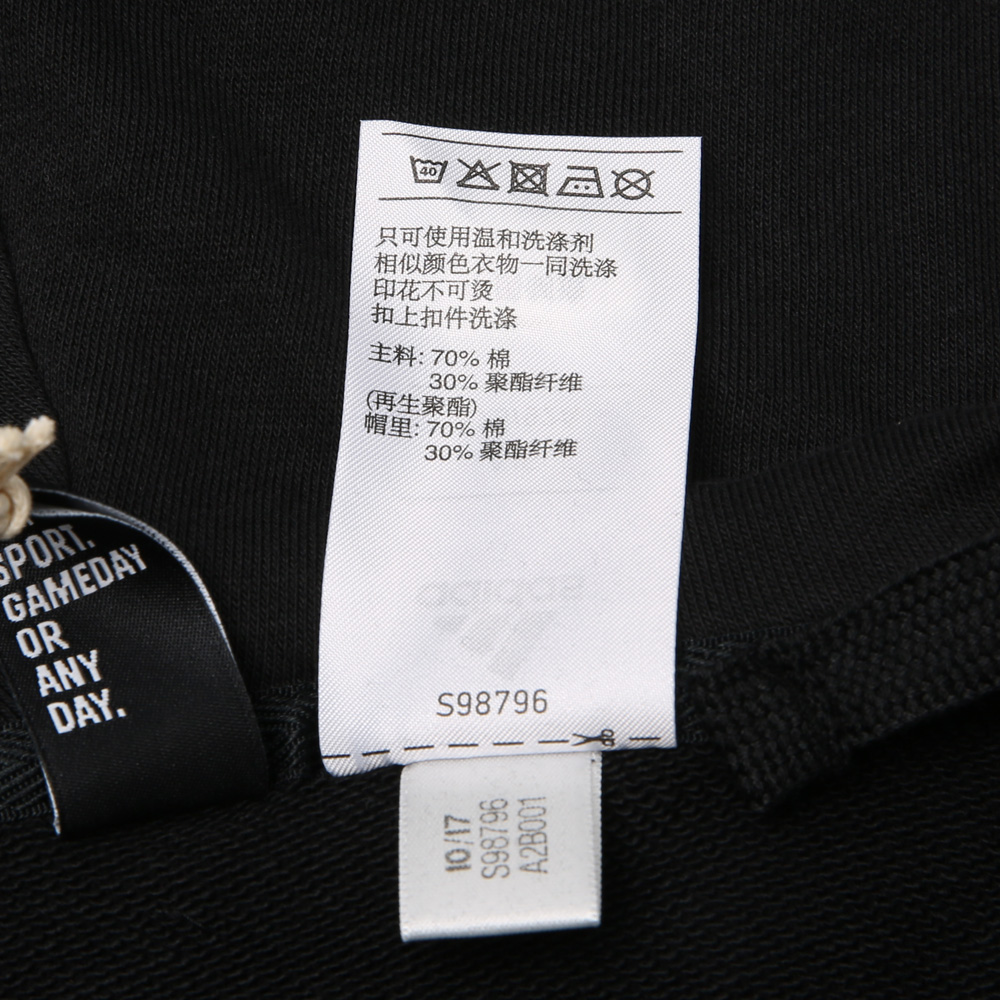 40
只可使用温和洗涤剂
相似颜色衣物一同洗涤
印花不可烫
扣上扣件洗涤
主料: 70% 棉
30% 聚酯纤维
(再生聚酯)
帽里: 70% 棉
30% 聚酯纤维
S98796
10/17
S98796
A2B001
SPORT.
GAMEDAY
OR
ANY
DAY.